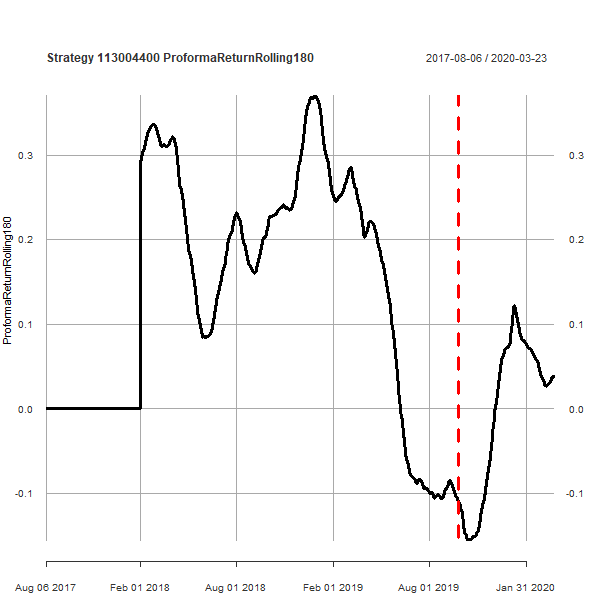 Strategy 113004400 ProformaReturnRolling180
2017-08-06 / 2020-03-23
ProformaReturnRolling180
0.3
0.2
0.1
0.0
-0.1
0.3
0.2
0.1
0.0
-0.1
Aug 06 2017
Feb 01 2018
Aug 01 2018
Feb 01 2019
Aug 01 2019
Jan 31 2020